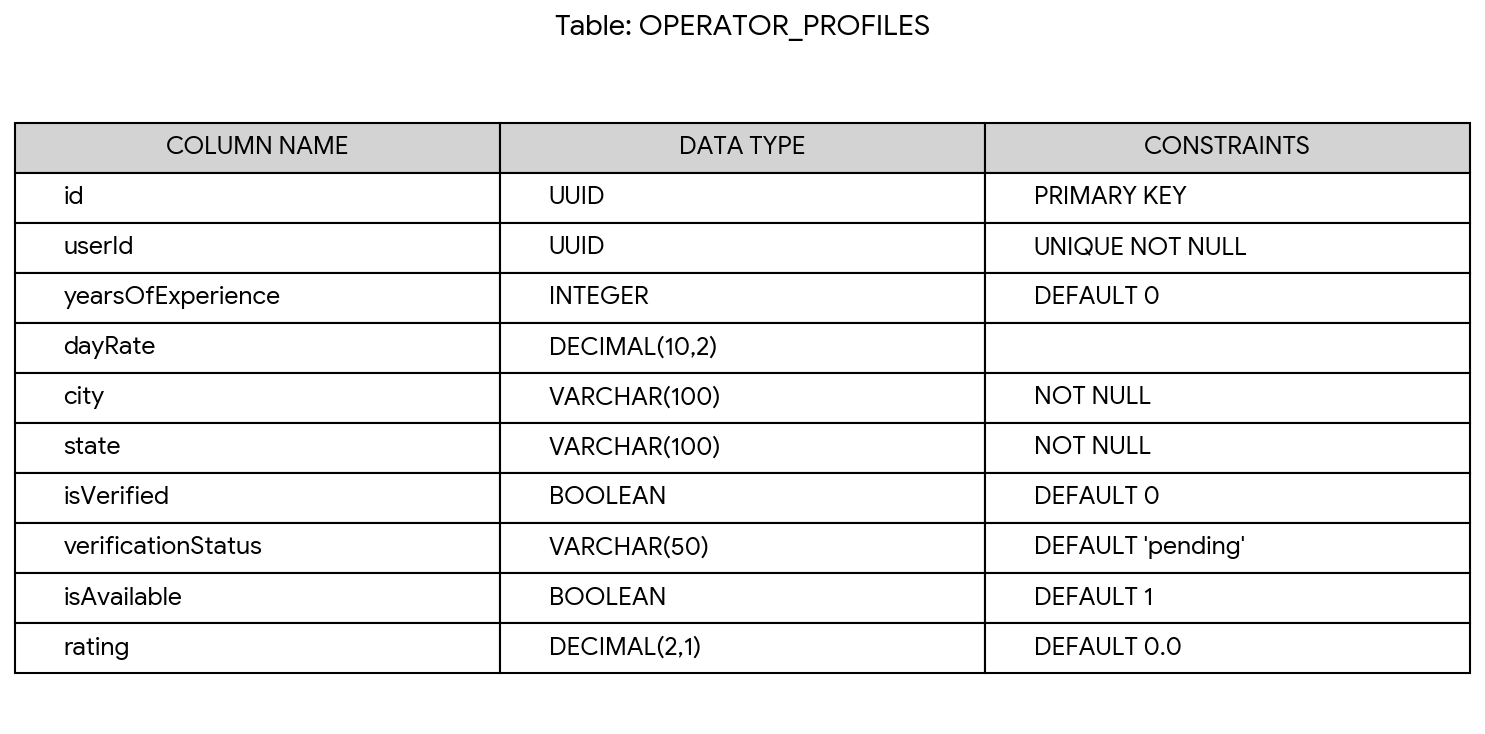 Table: OPERATOR_PROFILES
COLUMN NAME DATA TYPE CONSTRAINTS
id UUID PRIMARY KEY
userId UUID UNIQUE NOT NULL
yearsOfExperience INTEGER DEFAULT 0
dayRate DECIMAL(10,2)
city VARCHAR(100) NOT NULL
state VARCHAR(100) NOT NULL
isVerified BOOLEAN DEFAULT 0
verificationStatus VARCHAR(50) DEFAULT 'pending'
isAvailable BOOLEAN DEFAULT 1
rating DECIMAL(2,1) DEFAULT 0.0